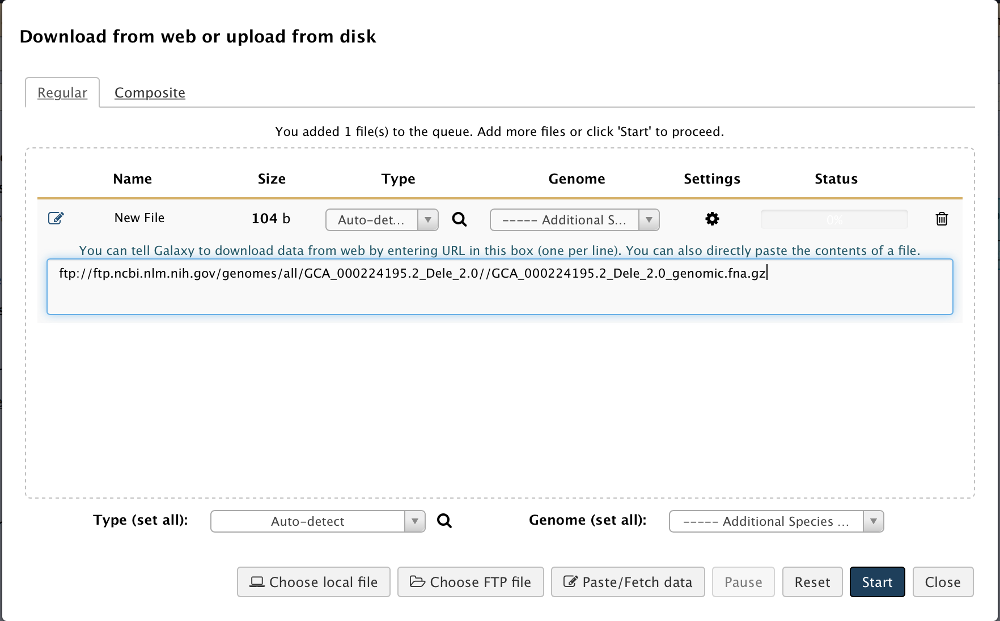 Download from web or upload from disk
Regular Composite
You added 1 file(s) to the queue. Add more files or click 'Start' to proceed.
Name Size Type Genome Settings Status
New File 104 b Auto-det... ----- Additional S... 0%
You can tell Galaxy to download data from web by entering URL in this box (one per line). You can also directly paste the contents of a file.
ftp://ftp.ncbi.nlm.nih.gov/genomes/all/GCA_000224195.2_Dele_2.0//GCA_000224195.2_Dele_2.0_genomic.fna.gz
Type (set all): Auto-detect Genome (set all): ----- Additional Species ...
Choose local file Choose FTP file Paste/Fetch data Pause Reset Start Close